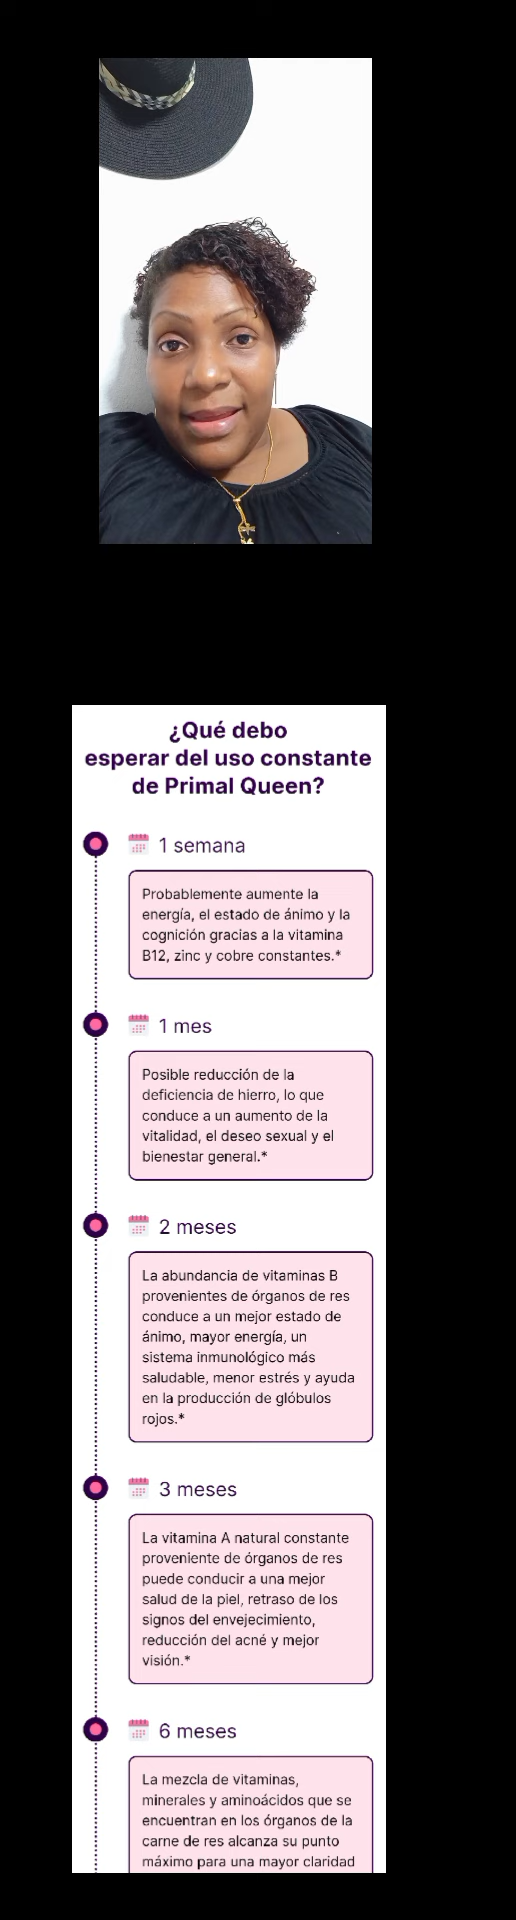 ¿Qué debo
esperar del uso constante
de Primal Queen?
1 semana
Probablemente aumente la
energía, el estado de ánimo y la
cognición gracias a la vitamina
B12, zinc y cobre constantes.*
1 mes
Posible reducción de la
deficiencia de hierro, lo que
conduce a un aumento de la
vitalidad, el deseo sexual y el
bienestar general.*
2 meses
La abundancia de vitaminas B
provenientes de órganos de res
conduce a un mejor estado de
ánimo, mayor energía, un
sistema inmunológico más
saludable, menor estrés y ayuda
en la producción de glóbulos
rojos.*
3 meses
La vitamina A natural constante
proveniente de órganos de res
puede conducir a una mejor
salud de la piel, retraso de los
signos del envejecimiento,
reducción del acné y mejor
visión.*
6 meses
La mezcla de vitaminas,
minerales y aminoácidos que se
encuentran en los órganos de la
carne de res alcanza su punto
máximo para una mayor claridad